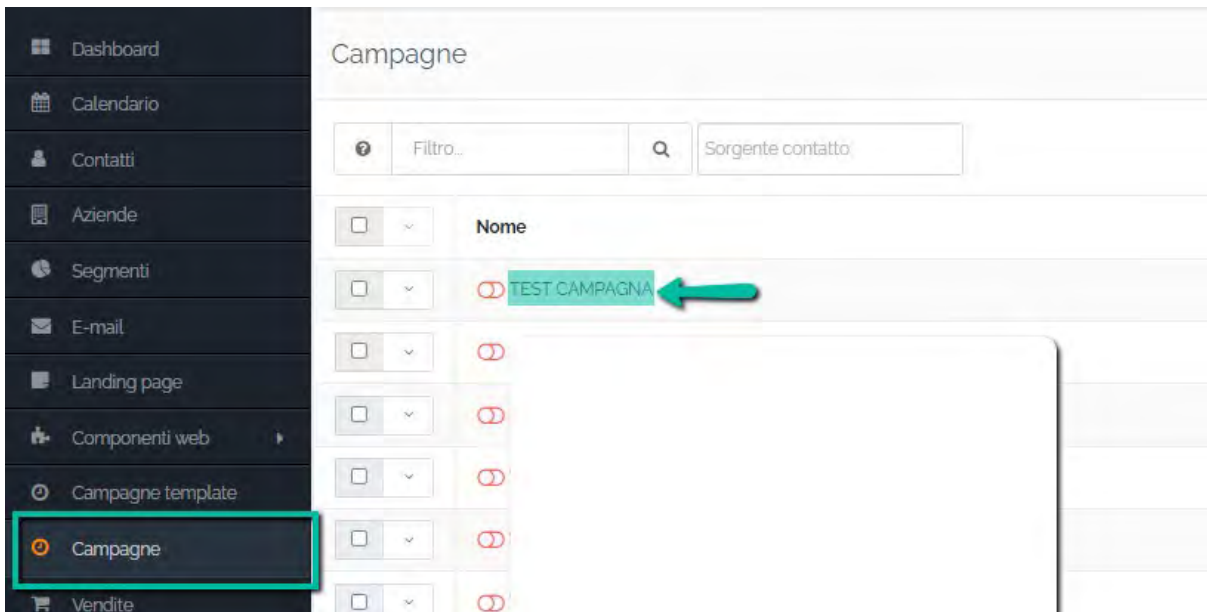 Dashboard
Calendario
Contatti
Aziende
Segmenti
E-mail
Landing page
Componenti web
Campagne template
Campagne
Vendite
Campagne
Filtro...
Sorgente contatto
Nome
TEST CAMPAGNA